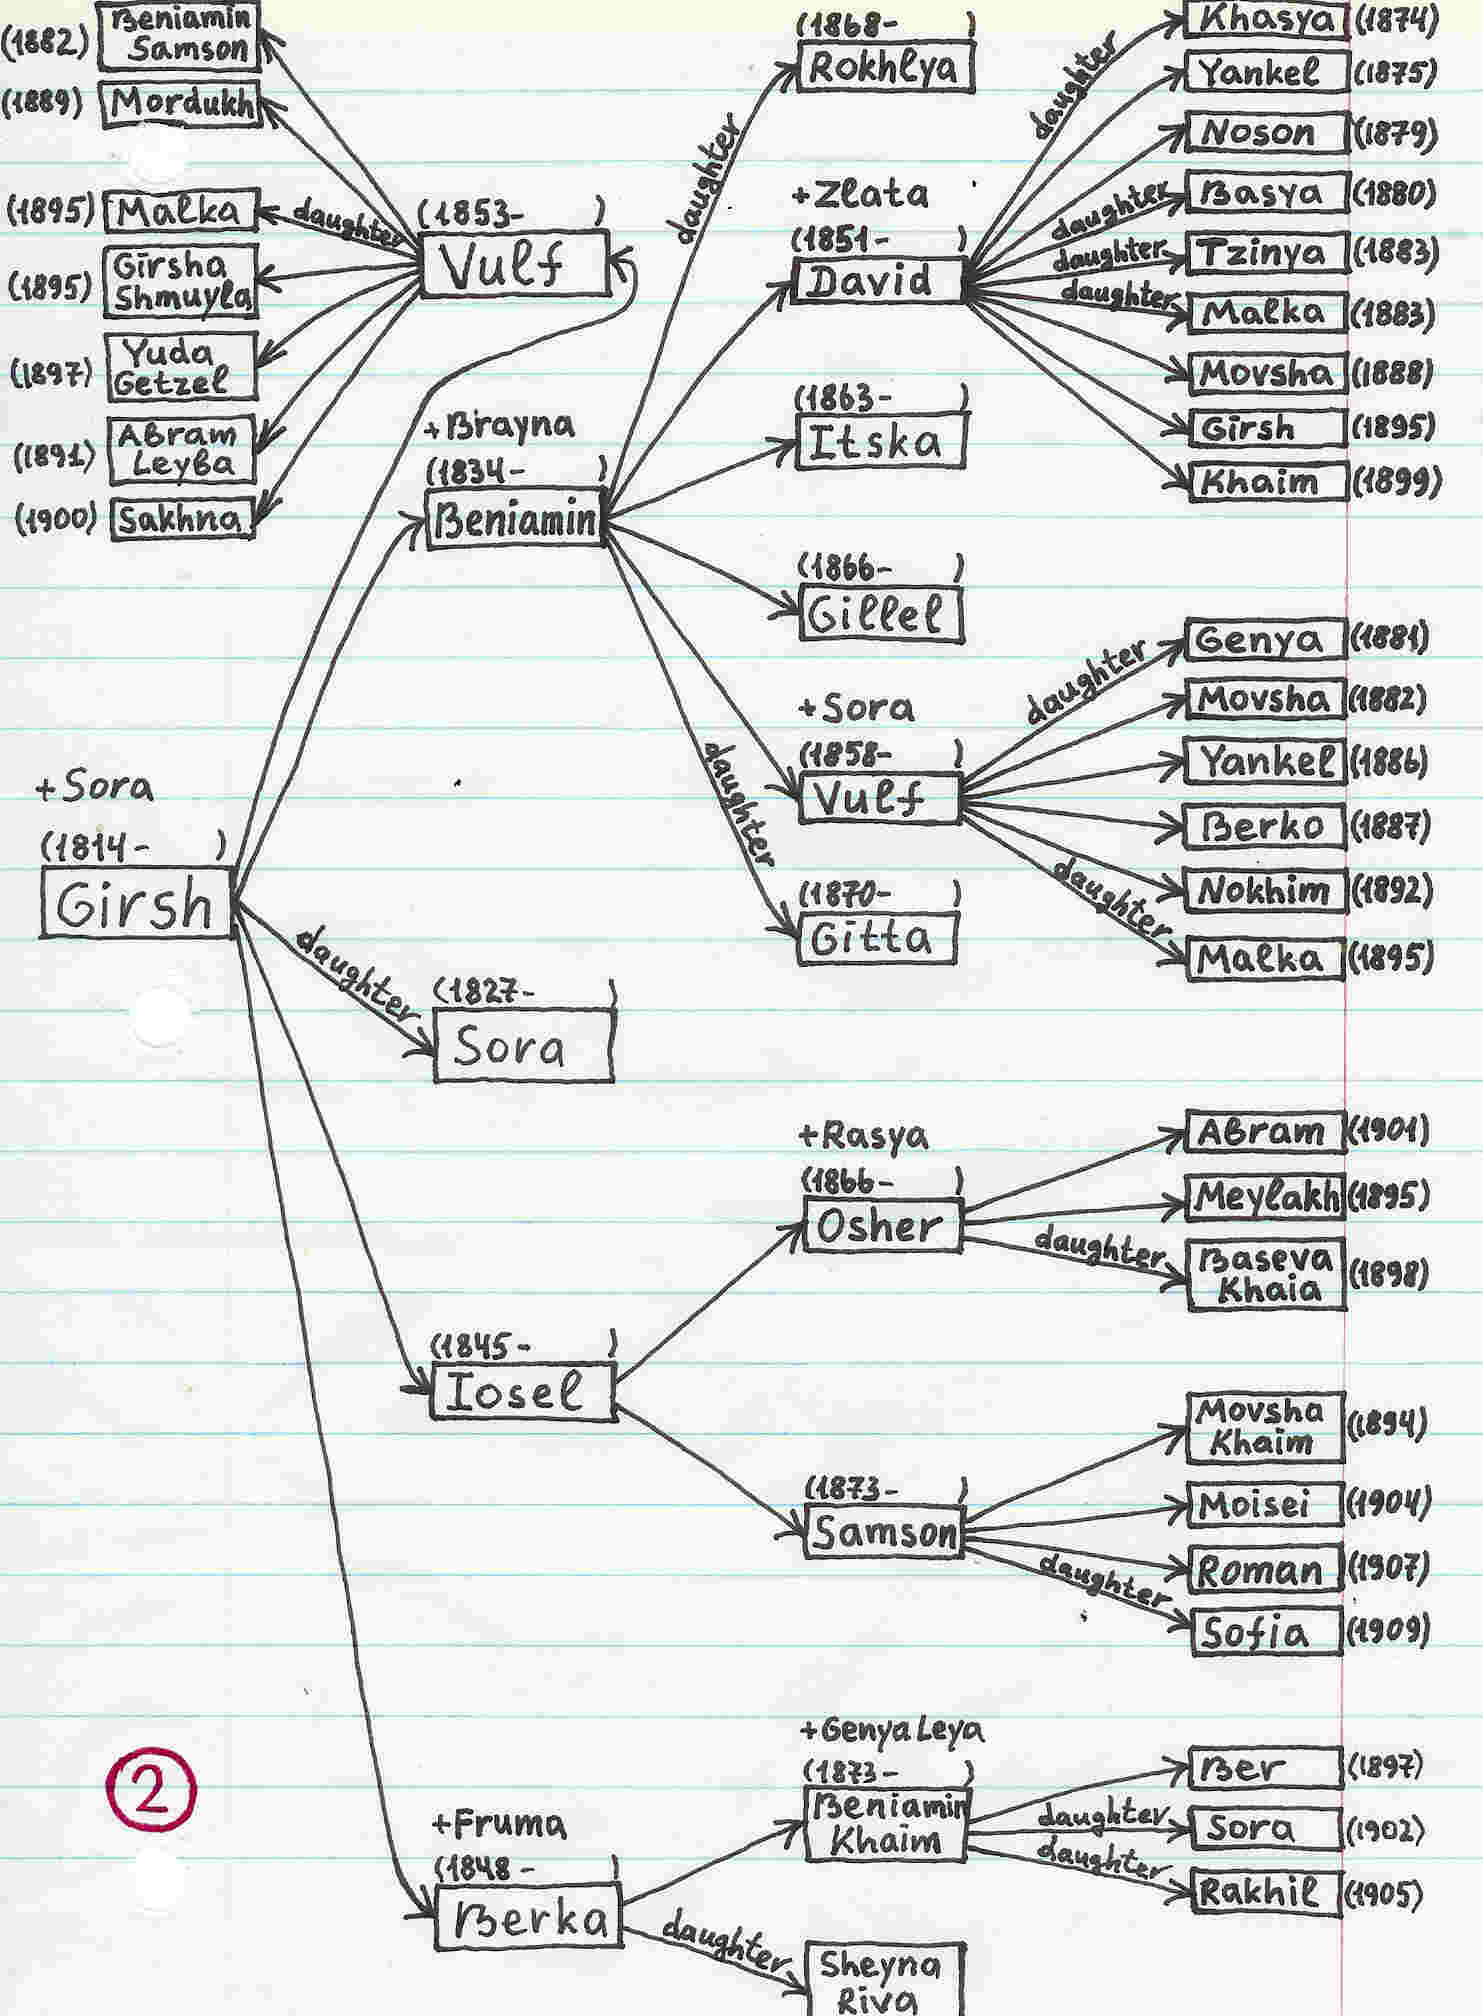 (1882)
Beniamin
Samson
(1889)
Mordukh
(1895)
Malka
daughter
(1895)
Girsha
Shmuyla
(1897)
Yuda
Getzel
(1891)
Abram
Leyba
(1900)
Sakhna
(1853- )
Vulf
+Brayna
(1834- )
Beniamin
+Sora
(1814- )
Girsh
daughter
(1827- )
Sora
(1845- )
Iosel
+Fruma
(1848- )
Berka
daughter
(1868- )
Rokhlya
+Zlata
(1851- )
David
(1863- )
Itska
(1866- )
Gillel
+Sora
(1858- )
Vulf
daughter
(1870- )
Gitta
+Rasya
(1866- )
Osher
(1873- )
Samson
+Genya Leya
(1873- )
Beniamin
Khaim
daughter
Sheyna
Riva
daughter
Khasya (1874)
Yankel (1875)
Noson (1879)
daughter
Basya (1880)
daughter
Tzinya (1883)
daughter
Malka (1883)
Movsha (1888)
Girsh (1895)
Khaim (1899)
daughter
Genya (1881)
Movsha (1882)
Yankel (1886)
Berko (1887)
Nokhim (1892)
daughter
Malka (1895)
Abram (1901)
Meylakh (1895)
daughter
Baseva
Khaia
(1898)
Movsha
Khaim
(1894)
Moisei (1904)
Roman (1907)
daughter
Sofia (1909)
Ber (1897)
daughter
Sora (1902)
daughter
Rakhil (1905)
2